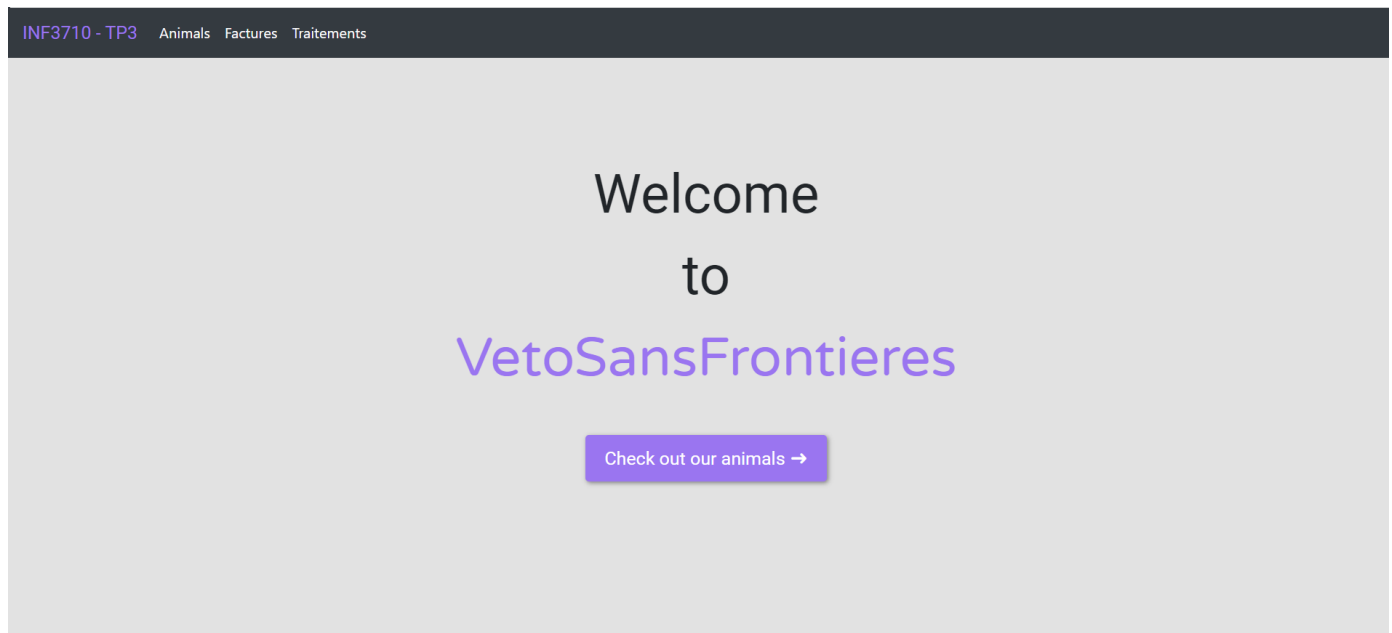 INF3710 - TP3 Animals Factures Traitements
Welcome
to
VetoSansFrontieres
Check out our animals →